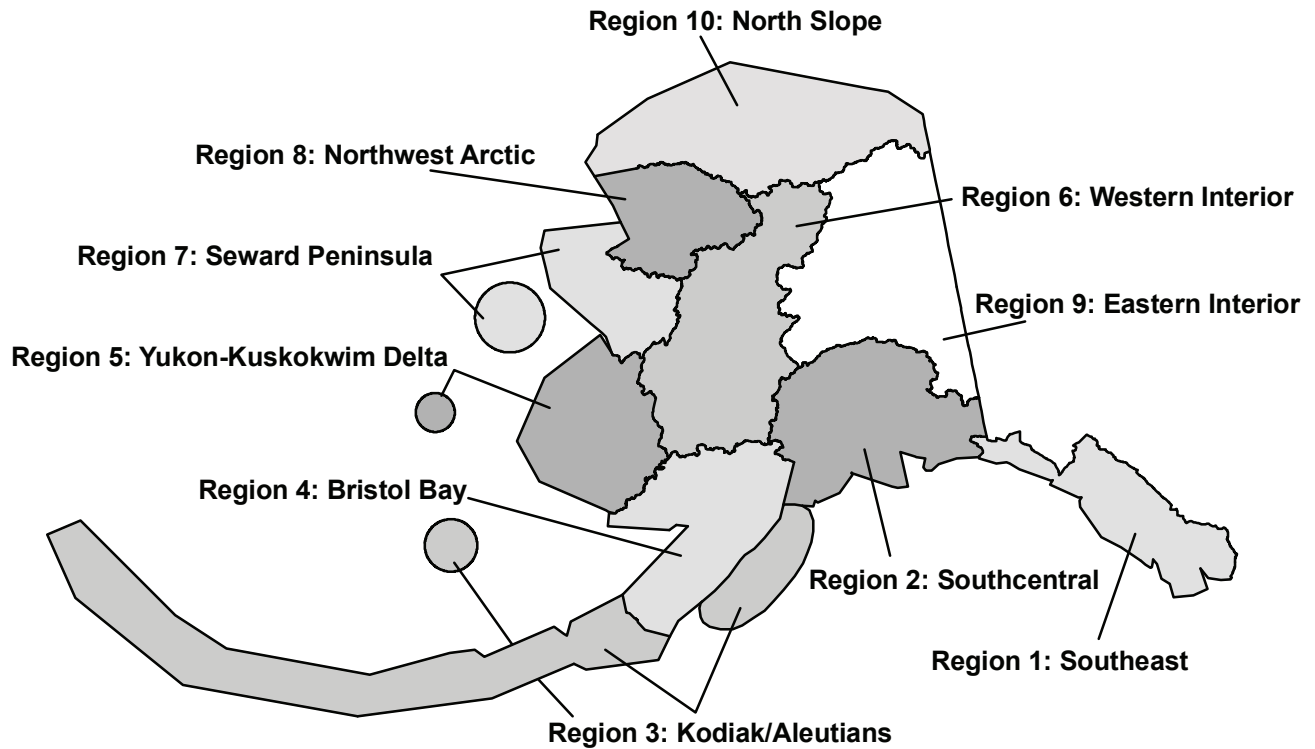 Region 10: North Slope
Region 8: Northwest Arctic
Region 6: Western Interior
Region 7: Seward Peninsula
Region 9: Eastern Interior
Region 5: Yukon-Kuskokwim Delta
Region 4: Bristol Bay
Region 2: Southcentral
Region 1: Southeast
Region 3: Kodiak/Aleutians